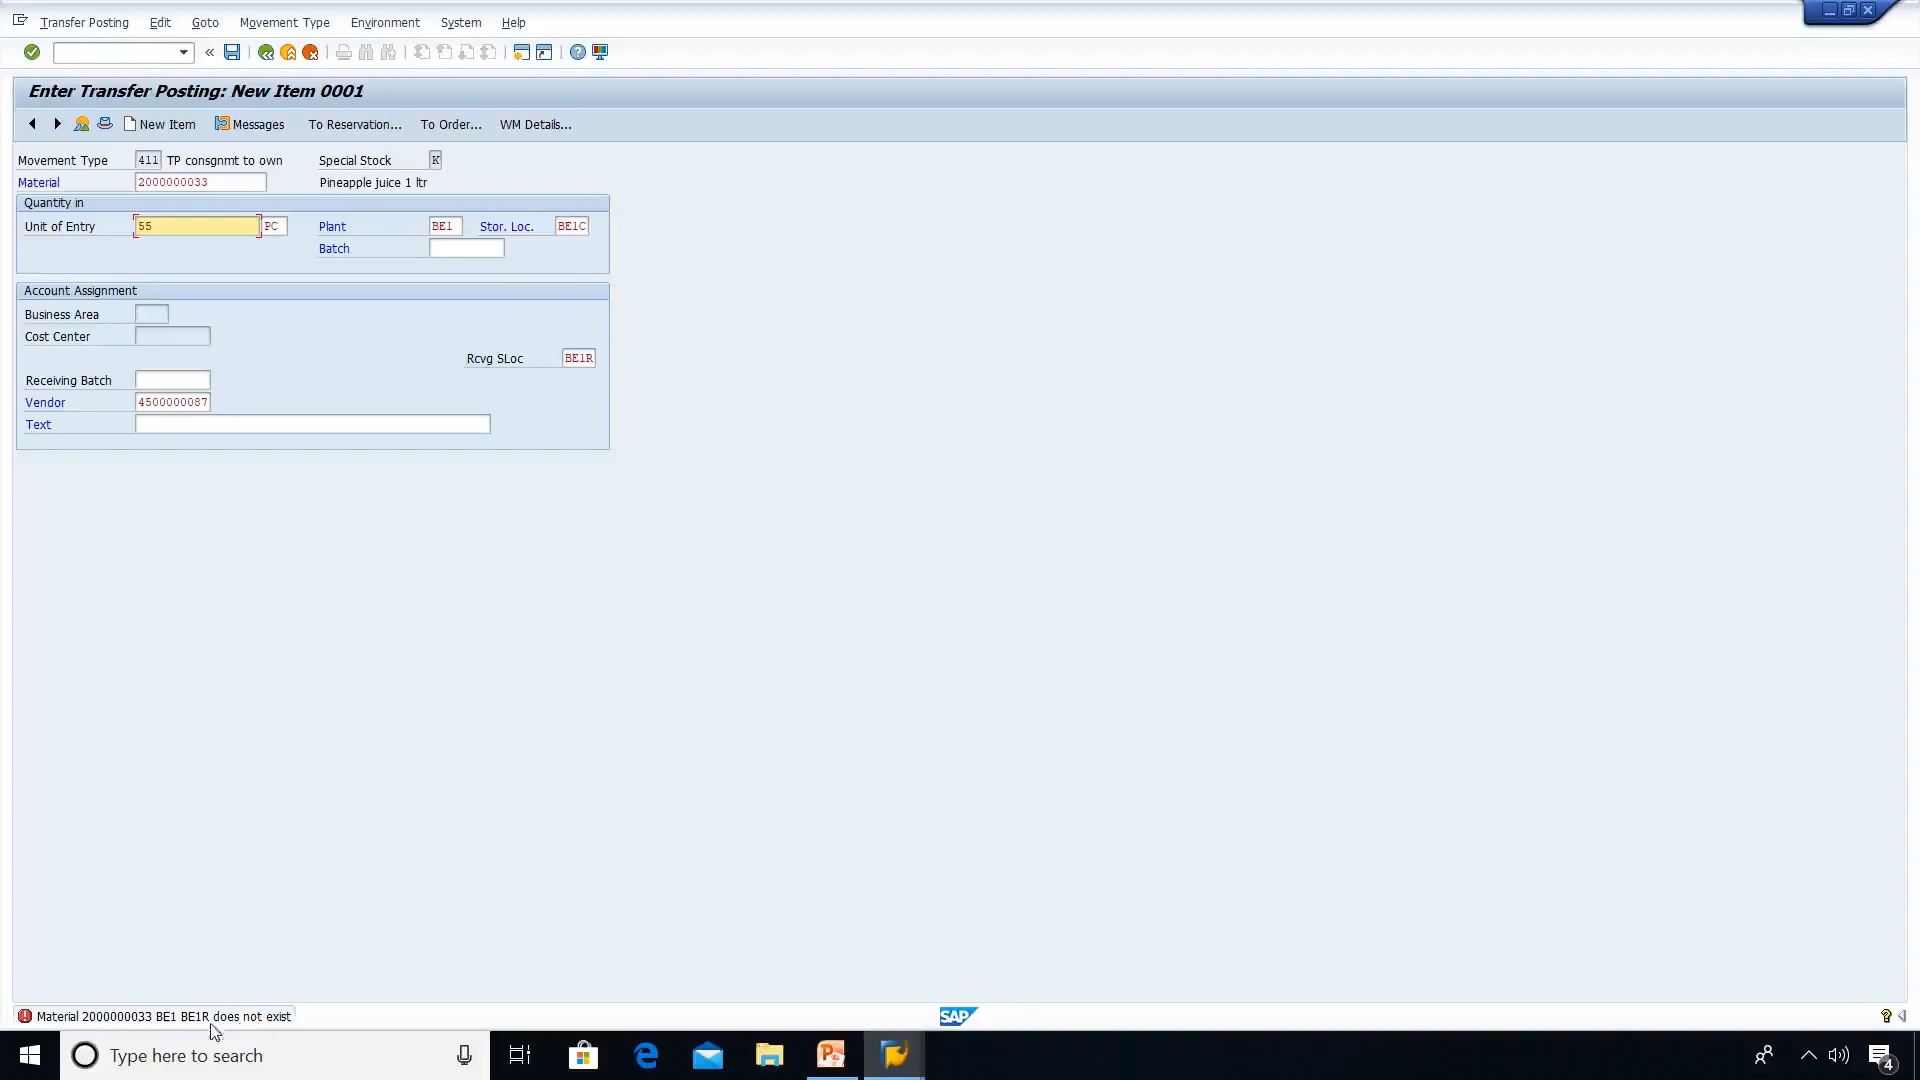 Transfer Posting Edit Goto Movement Type Environment System Help
Enter Transfer Posting: New Item 0001
New Item Messages To Reservation... To Order... WM Details...
Movement Type 411 TP consgnmt to own Special Stock K
Material 2000000033 Pineapple juice 1 ltr
Quantity in
Unit of Entry 55 PC Plant BE1 Stor. Loc. BE1C
Batch
Account Assignment
Business Area
Cost Center
Rcvg SLoc BE1R
Receiving Batch
Vendor 4500000087
Text
Material 2000000033 BE1 BE1R does not exist
SAP
Type here to search
4